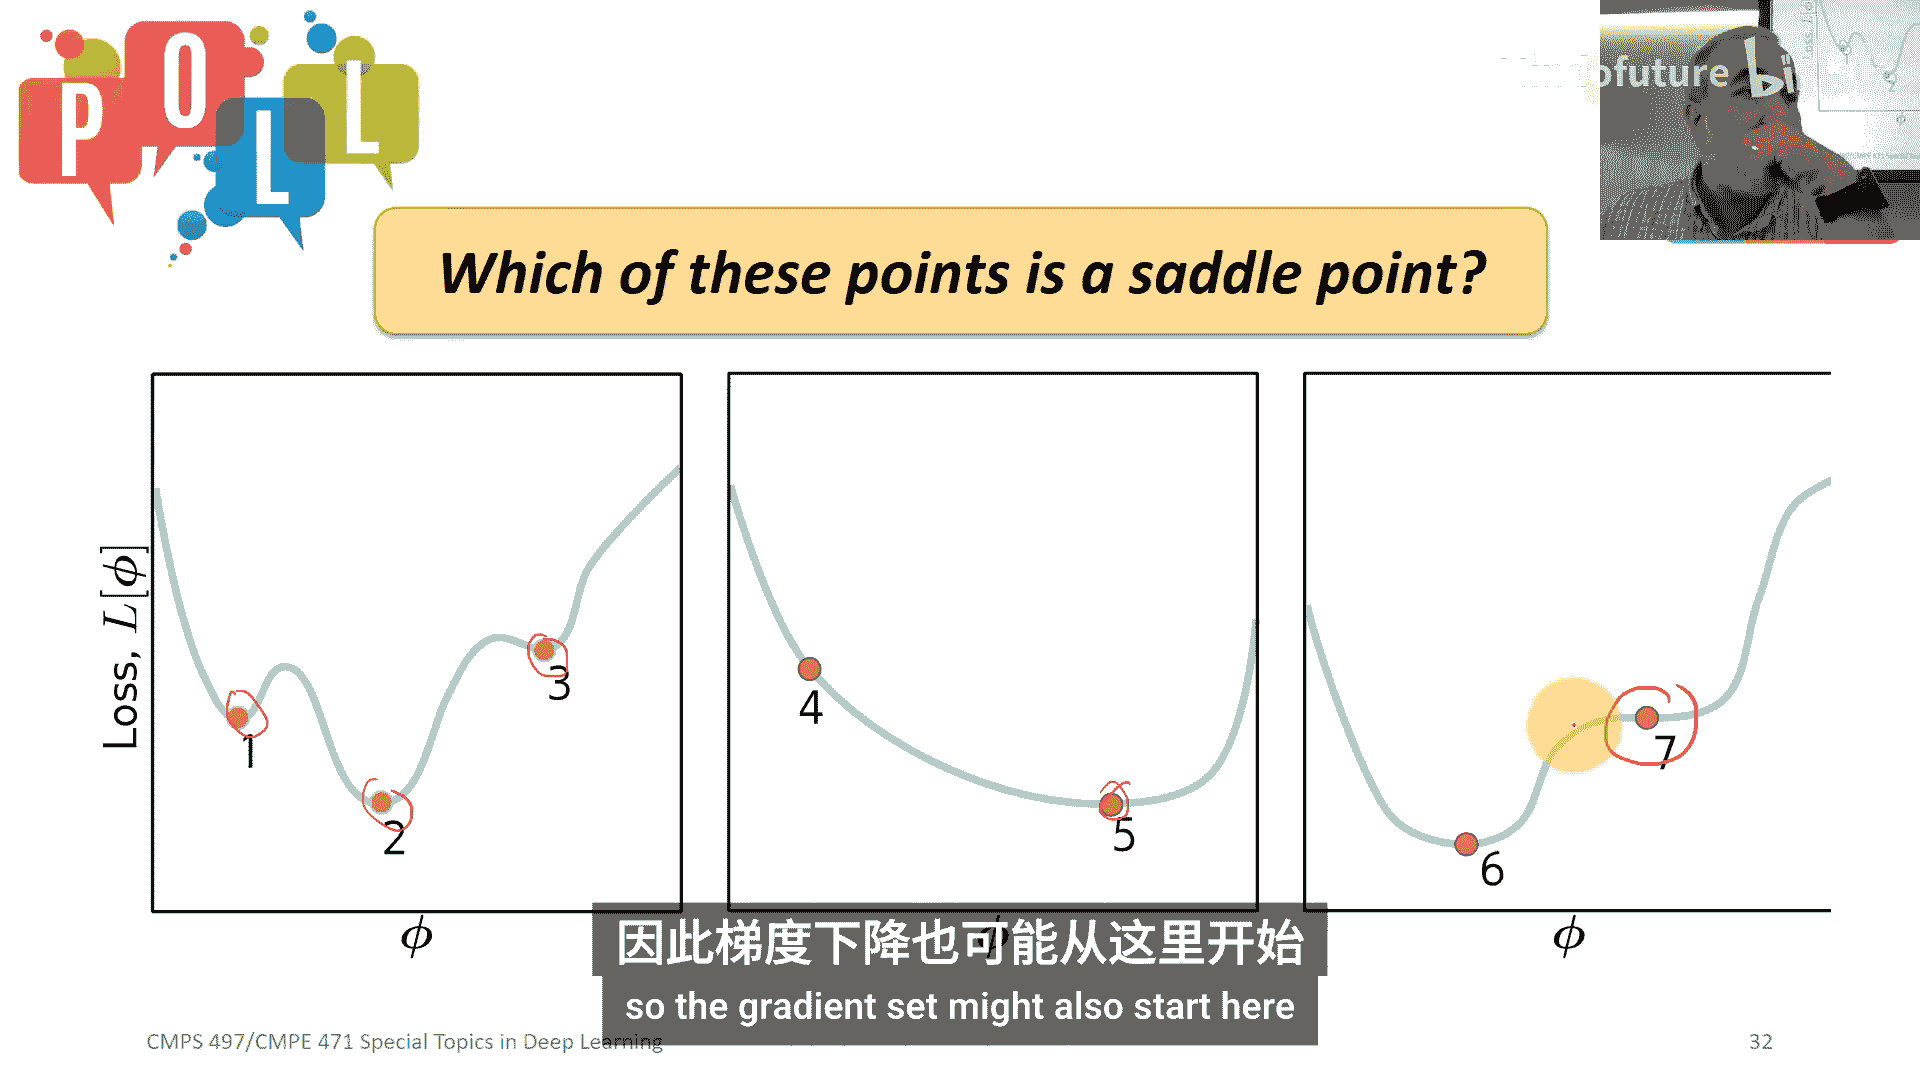 POLL
ofuture bi
Which of these points is a saddle point?
Loss, L[ϕ]
1
2
3
4
5
6
7
ϕ
ϕ
因此梯度下降也可能从这里开始
so the gradient set might also start here
CMPS 497/CMPE 471 Special Topics in Deep Learning
32